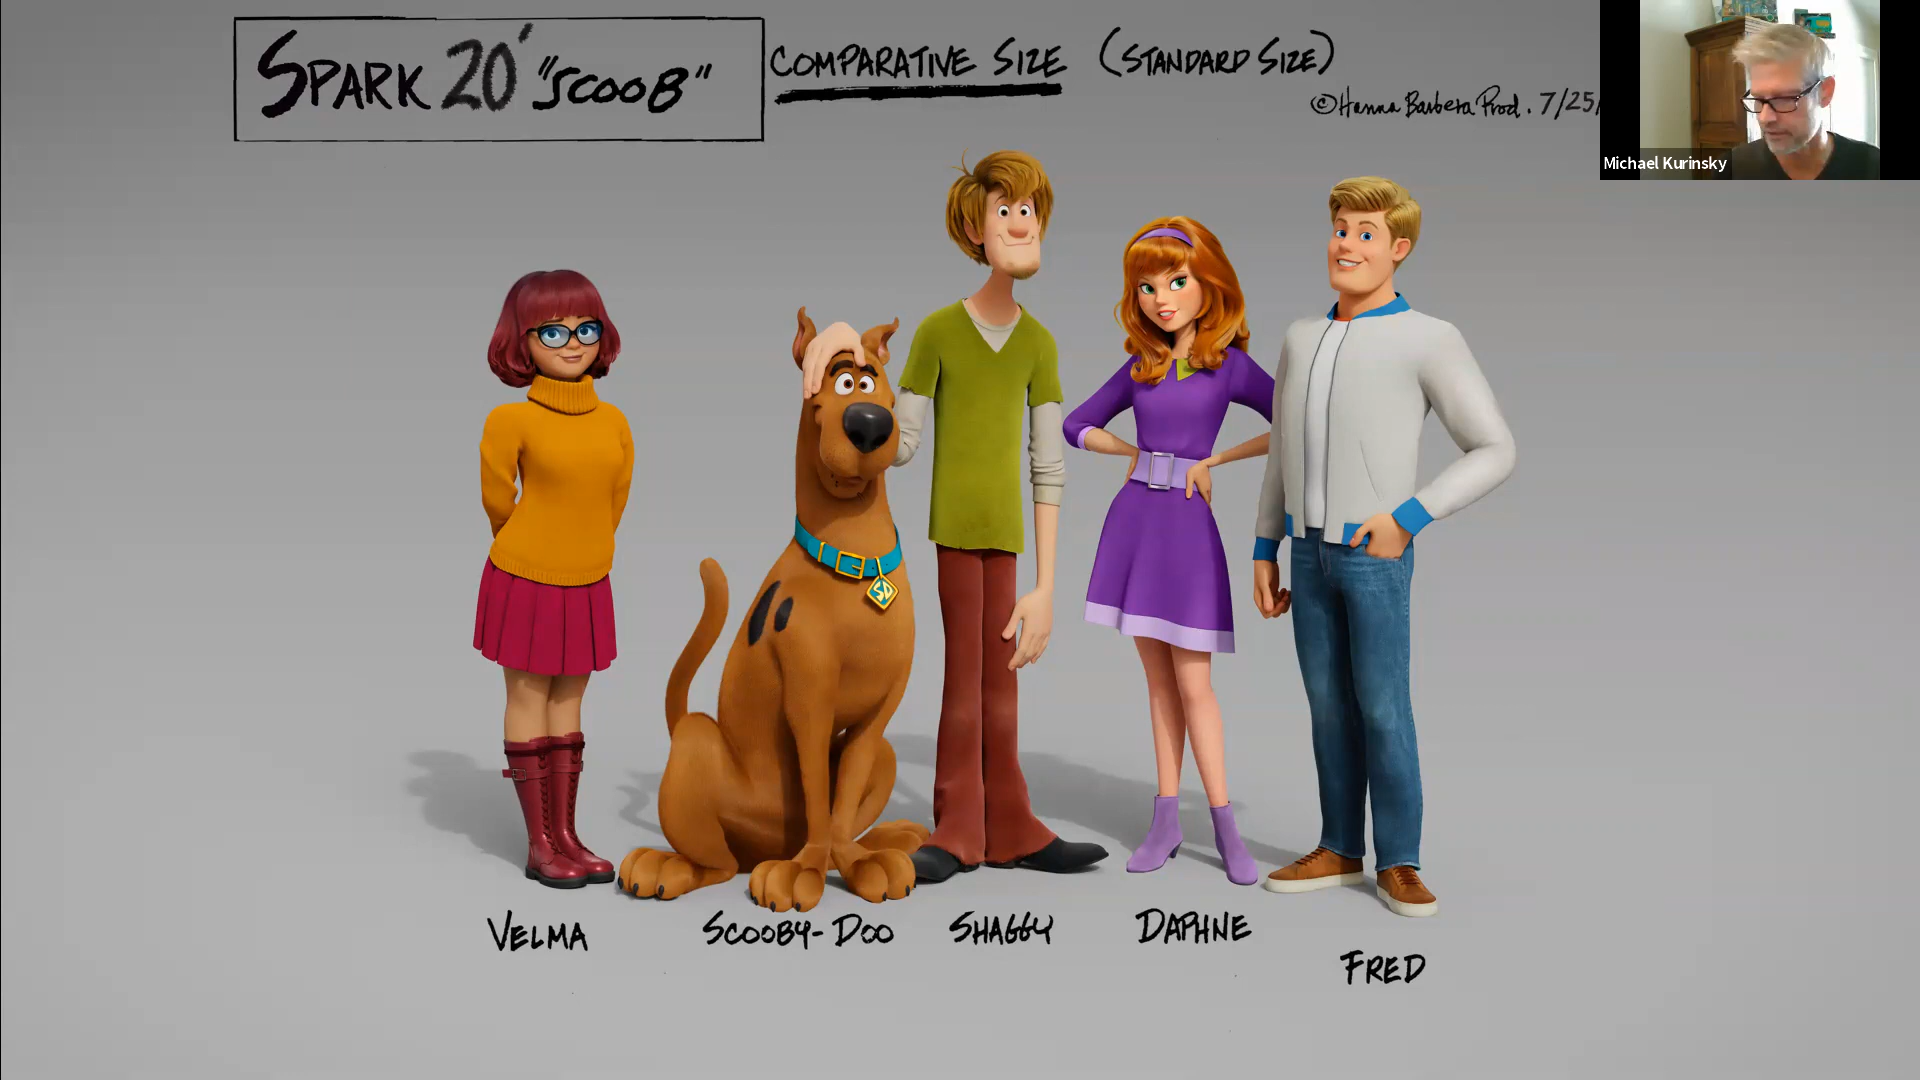 SPARK 20' "SCOOB"
COMPARATIVE SIZE (STANDARD SIZE)
©Hanna Barbera Prod. 7/25/
Michael Kurinsky
SD
VELMA
SCOOBY-DOO
SHAGGY
DAPHNE
FRED